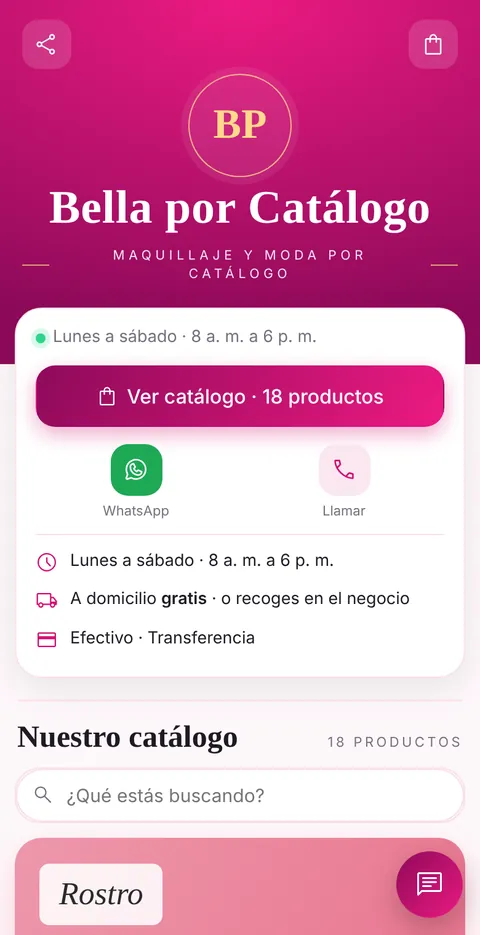 BP
Bella por Catálogo
MAQUILLAJE Y MODA POR
CATÁLOGO
Lunes a sábado · 8 a. m. a 6 p. m.
Ver catálogo · 18 productos
WhatsApp
Llamar
Lunes a sábado · 8 a. m. a 6 p. m.
A domicilio gratis · o recoges en el negocio
Efectivo · Transferencia
Nuestro catálogo
18 PRODUCTOS
¿Qué estás buscando?
Rostro